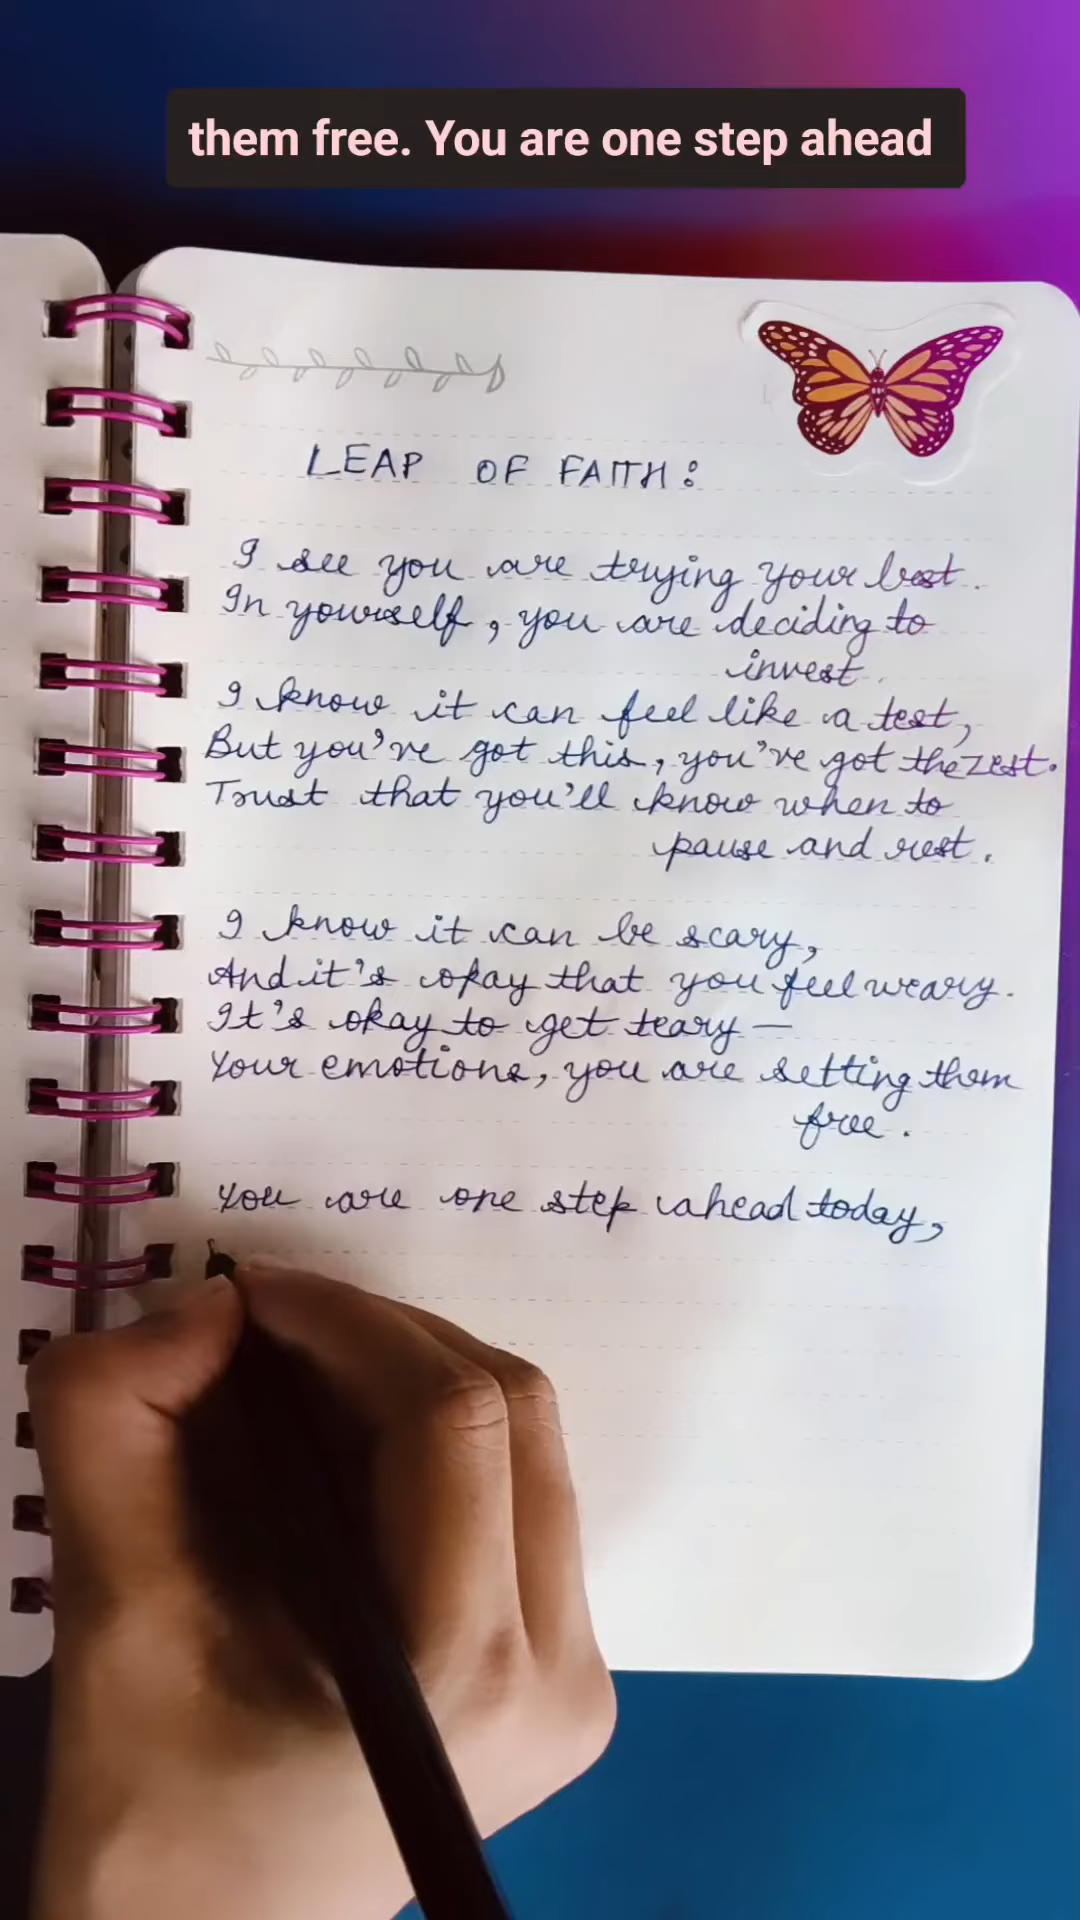 them free. You are one step ahead
LEAP OF FAITH:
I see you are trying your best.
In yourself, you are deciding to
invest.
I know it can feel like a test,
But you've got this, you've got the zest.
Trust that you'll know when to
pause and rest.
I know it can be scary,
And it's okay that you feel weary.
It's okay to get teary —
Your emotions, you are setting them
free.
You are one step ahead today,